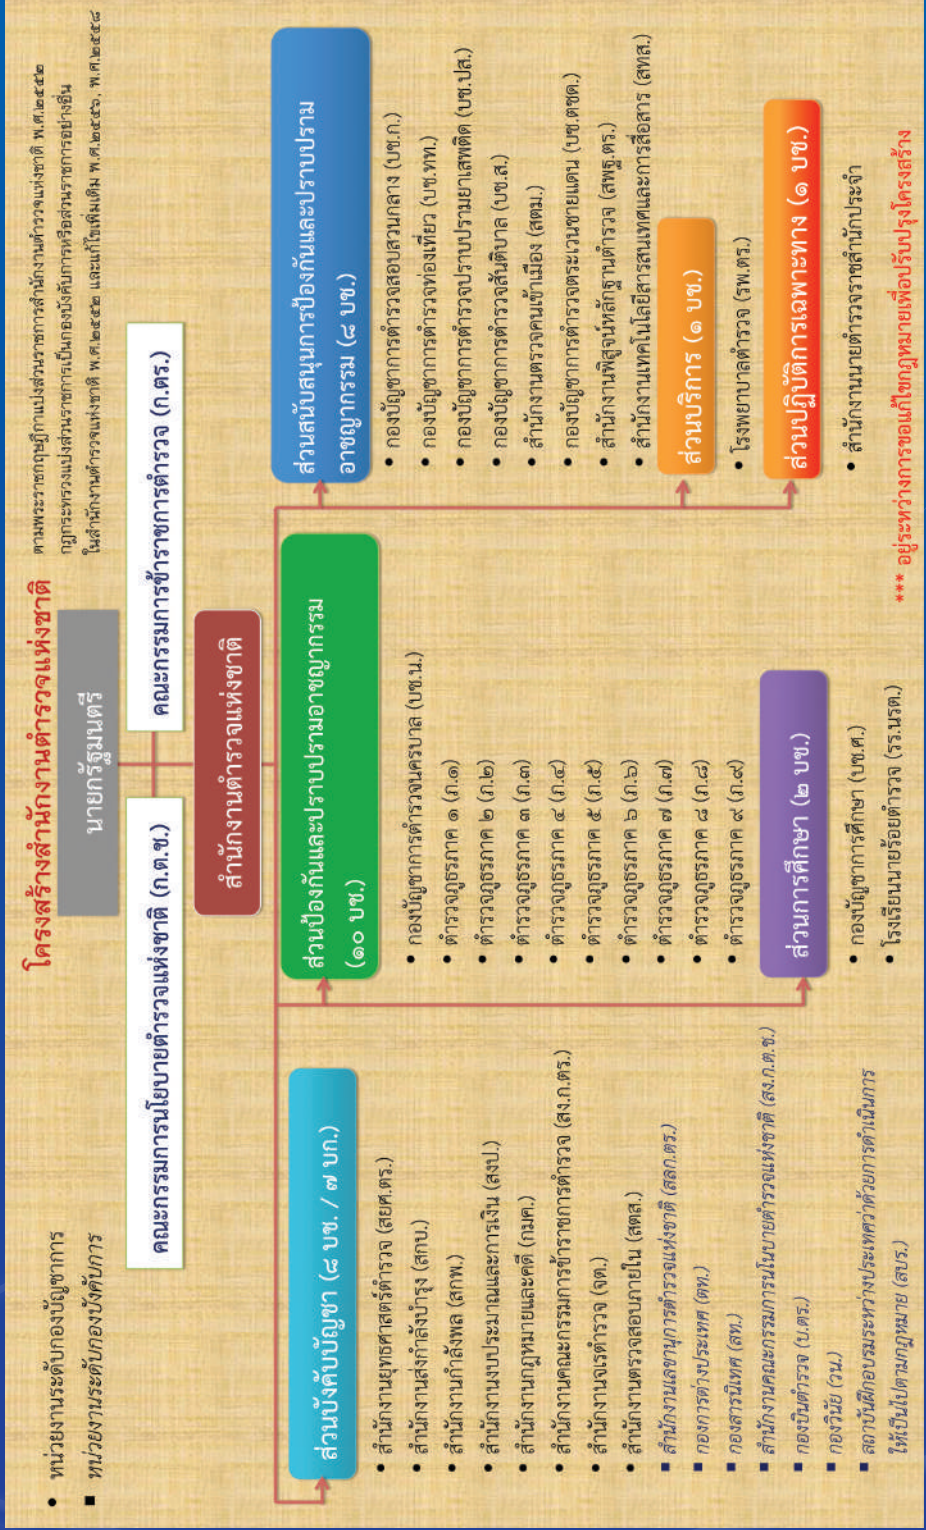 โครงสร้างสำนักงานตำรวจแห่งชาติ
ตามพระราชกฤษฎีกาแบ่งส่วนราชการสำนักงานตำรวจแห่งชาติ พ.ศ.๒๕๕๒
กฎกระทรวงแบ่งส่วนราชการเป็นกองบังคับการหรือส่วนราชการอย่างอื่น
ในสำนักงานตำรวจแห่งชาติ พ.ศ.๒๕๕๒ และแก้ไขเพิ่มเติม พ.ศ.๒๕๕๖, พ.ศ.๒๕๕๘
• หน่วยงานระดับกองบัญชาการ
▪ หน่วยงานระดับกองบังคับการ
นายกรัฐมนตรี
คณะกรรมการนโยบายตำรวจแห่งชาติ (ก.ต.ช.)
คณะกรรมการข้าราชการตำรวจ (ก.ตร.)
สำนักงานตำรวจแห่งชาติ
ส่วนบังคับบัญชา (๘ บช. / ๗ บก.)
• สำนักงานยุทธศาสตร์ตำรวจ (สยศ.ตร.)
• สำนักงานส่งกำลังบำรุง (สกบ.)
• สำนักงานกำลังพล (สกพ.)
• สำนักงานงบประมาณและการเงิน (สงป.)
• สำนักงานกฎหมายและคดี (กมค.)
• สำนักงานคณะกรรมการข้าราชการตำรวจ (สง.ก.ตร.)
• สำนักงานจเรตำรวจ (จต.)
• สำนักงานตรวจสอบภายใน (สตส.)
▪ สำนักงานเลขานุการตำรวจแห่งชาติ (สลก.ตร.)
▪ กองการต่างประเทศ (ตท.)
▪ กองสารนิเทศ (สท.)
▪ สำนักงานคณะกรรมการนโนบายตำรวจแห่งชาติ (สง.ก.ต.ช.)
▪ กองบินตำรวจ (บ.ตร.)
▪ กองวินัย (วน.)
▪ สถาบันฝึกอบรมระหว่างประเทศว่าด้วยการดำเนินการ
ให้เป็นไปตามกฎหมาย (สบร.)
ส่วนป้องกันและปราบปรามอาชญากรรม
(๑๐ บช.)
• กองบัญชาการตำรวจนครบาล (บช.น.)
• ตำรวจภูธรภาค ๑ (ภ.๑)
• ตำรวจภูธรภาค ๒ (ภ.๒)
• ตำรวจภูธรภาค ๓ (ภ.๓)
• ตำรวจภูธรภาค ๔ (ภ.๔)
• ตำรวจภูธรภาค ๕ (ภ.๕)
• ตำรวจภูธรภาค ๖ (ภ.๖)
• ตำรวจภูธรภาค ๗ (ภ.๗)
• ตำรวจภูธรภาค ๘ (ภ.๘)
• ตำรวจภูธรภาค ๙ (ภ.๙)
ส่วนการศึกษา (๒ บช.)
• กองบัญชาการศึกษา (บช.ศ.)
• โรงเรียนนายร้อยตำรวจ (รร.นรต.)
ส่วนสนับสนุนการป้องกันและปราบปราม
อาชญากรรม (๘ บช.)
• กองบัญชาการตำรวจสอบสวนกลาง (บช.ก.)
• กองบัญชาการตำรวจท่องเที่ยว (บช.ทท.)
• กองบัญชาการตำรวจปราบปรามยาเสพติด (บช.ปส.)
• กองบัญชาการตำรวจสันติบาล (บช.ส.)
• สำนักงานตรวจคนเข้าเมือง (สตม.)
• กองบัญชาการตำรวจตระเวนชายแดน (บช.ตชด.)
• สำนักงานพิสูจน์หลักฐานตำรวจ (สพฐ.ตร.)
• สำนักงานเทคโนโลยีสารสนเทศและการสื่อสาร (สทส.)
ส่วนบริการ (๑ บช.)
• โรงพยาบาลตำรวจ (รพ.ตร.)
ส่วนปฏิบัติการเฉพาะทาง (๑ บช.)
• สำนักงานนายตำรวจราชสำนักประจำ
*** อยู่ระหว่างการขอแก้ไขกฎหมายเพื่อปรับปรุงโครงสร้าง